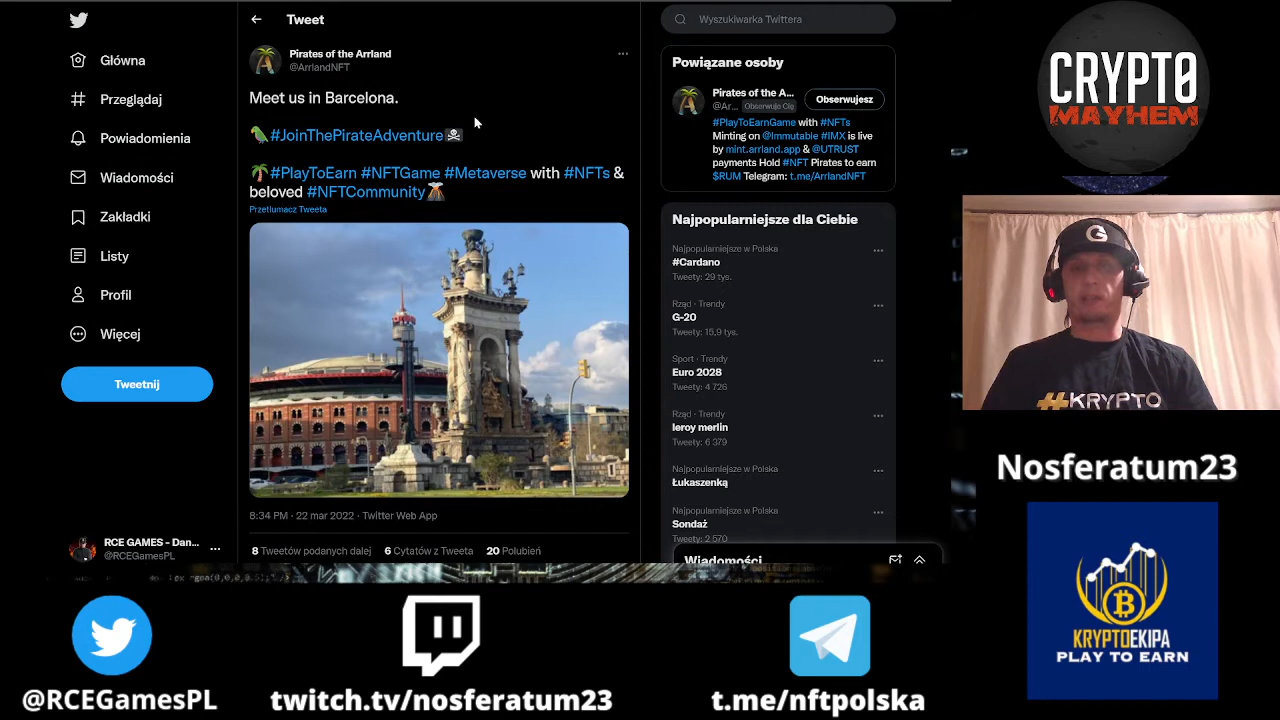 Główna
Przeglądaj
Powiadomienia
Wiadomości
Zakładki
Listy
Profil
Więcej
Tweetnij
RCE GAMES - Dan...
@RCEGamesPL
Tweet
Pirates of the Arrland
@ArrlandNFT
Meet us in Barcelona.
#JoinThePirateAdventure
#PlayToEarn #NFTGame #Metaverse with #NFTs &
beloved #NFTCommunity
Przetłumacz Tweeta
8:34 PM · 22 mar 2022 · Twitter Web App
8 Tweetów podanych dalej 6 Cytatów z Tweeta 20 Polubień
Wyszukiwarka Twittera
Powiązane osoby
Pirates of the A...
@Ar... Obserwuje Cię
Obserwujesz
#PlayToEarnGame with #NFTs
Minting on @Immutable #IMX is live
by mint.arrland.app & @UTRUST
payments Hold #NFT Pirates to earn
$RUM Telegram: t.me/ArrlandNFT
Najpopularniejsze dla Ciebie
Najpopularniejsze w Polska
#Cardano
Tweety: 29 tys.
Rząd · Trendy
G-20
Tweety: 15,9 tys.
Sport · Trendy
Euro 2028
Tweety: 4 726
Rząd · Trendy
leroy merlin
Tweety: 6 379
Najpopularniejsze w Polska
Łukaszenką
Najpopularniejsze w Polska
Sondaż
Tweety: 2 570
Wiadomości
CRYPTO
MAYHEM
G
#KRYPTO
Nosferatum23
KRYPTOEKIPA
PLAY TO EARN
@RCEGamesPL
twitch.tv/nosferatum23
t.me/nftpolska